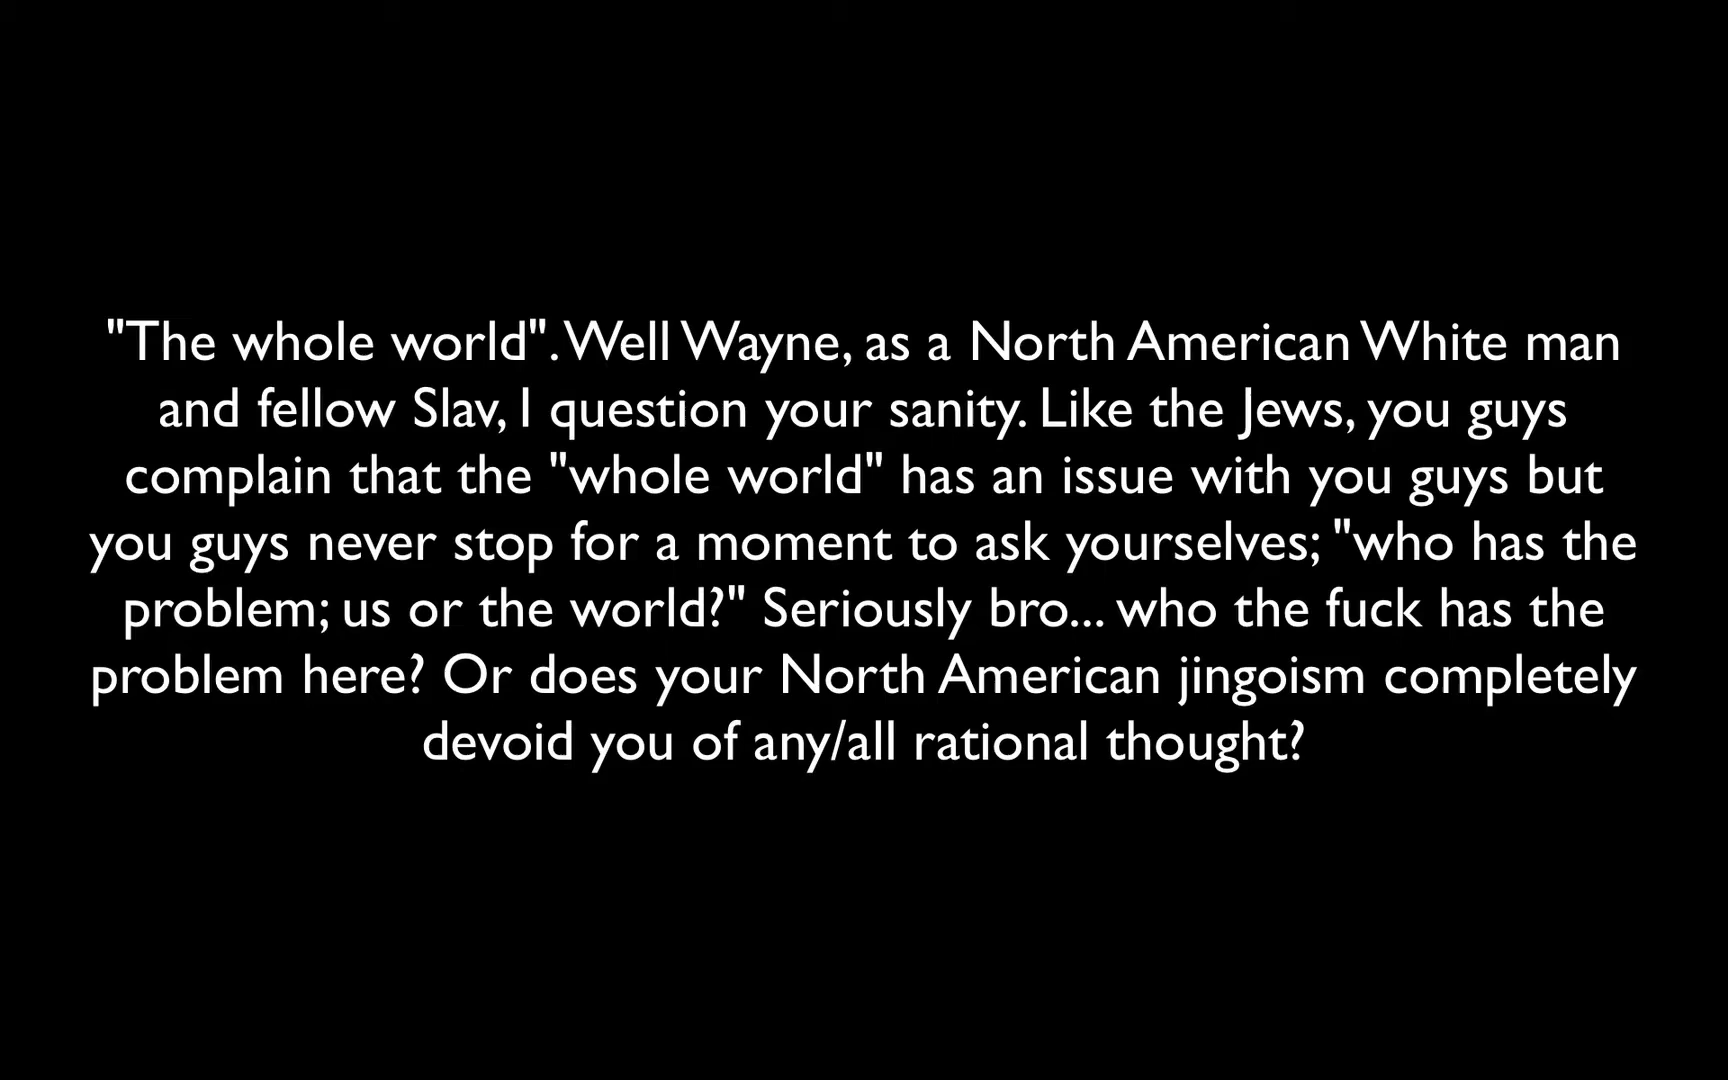 "The whole world". Well Wayne, as a North American White man
and fellow Slav, I question your sanity. Like the Jews, you guys
complain that the "whole world" has an issue with you guys but
you guys never stop for a moment to ask yourselves; "who has the
problem; us or the world?" Seriously bro... who the fuck has the
problem here? Or does your North American jingoism completely
devoid you of any/all rational thought?